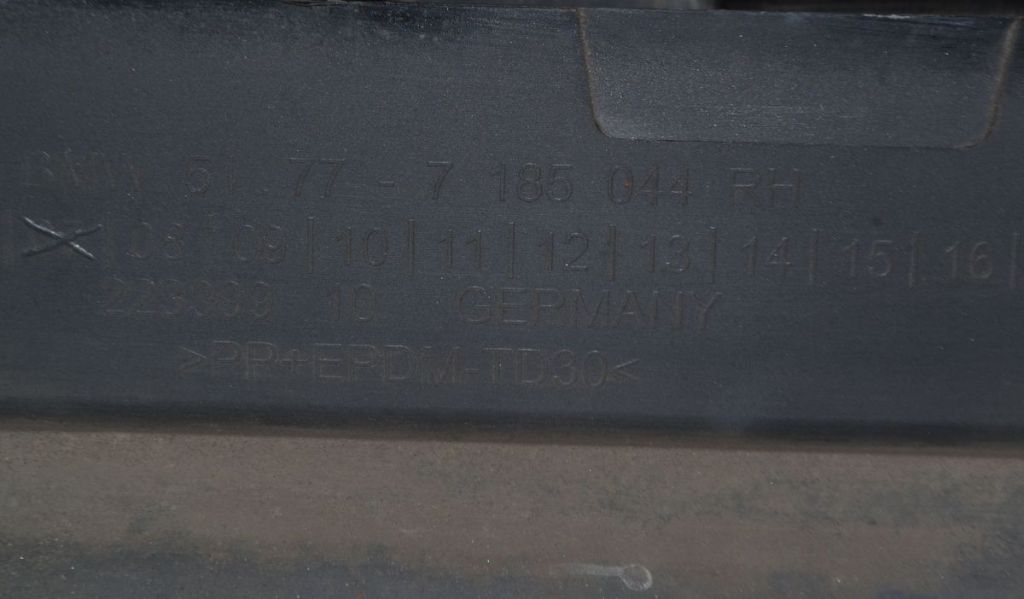 BMW 51 77 - 7 185 044 RH
| |08|09|10|11|12|13|14|15|16|
223399 10 GERMANY
>PP+EPDM-TD30<